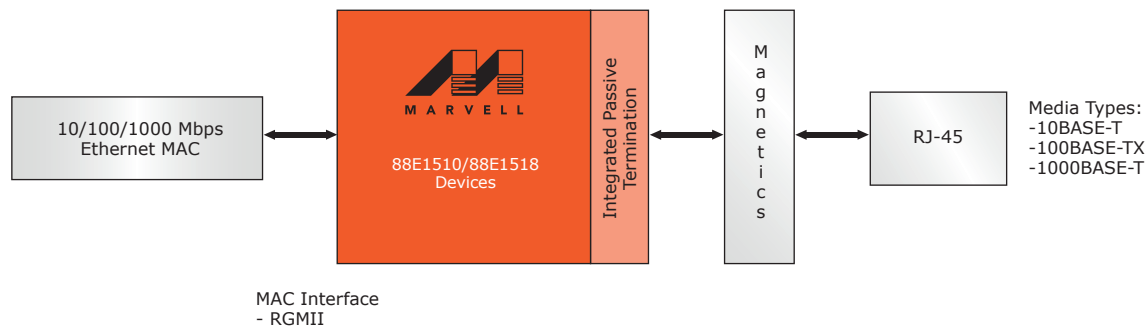 10/100/1000 Mbps
Ethernet MAC
MARVELL
88E1510/88E1518
Devices
Integrated Passive
Termination
Magnetics
RJ-45
Media Types:
-10BASE-T
-100BASE-TX
-1000BASE-T
MAC Interface
- RGMII